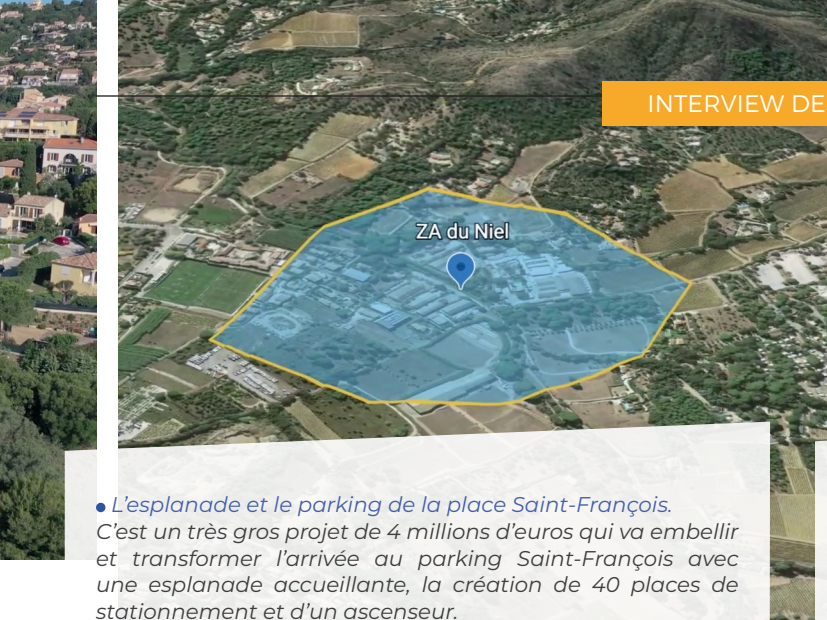 INTERVIEW DE
ZA du Niel
• L’esplanade et le parking de la place Saint-François.
C’est un très gros projet de 4 millions d’euros qui va embellir
et transformer l’arrivée au parking Saint-François avec
une esplanade accueillante, la création de 40 places de
stationnement et d’un ascenseur.